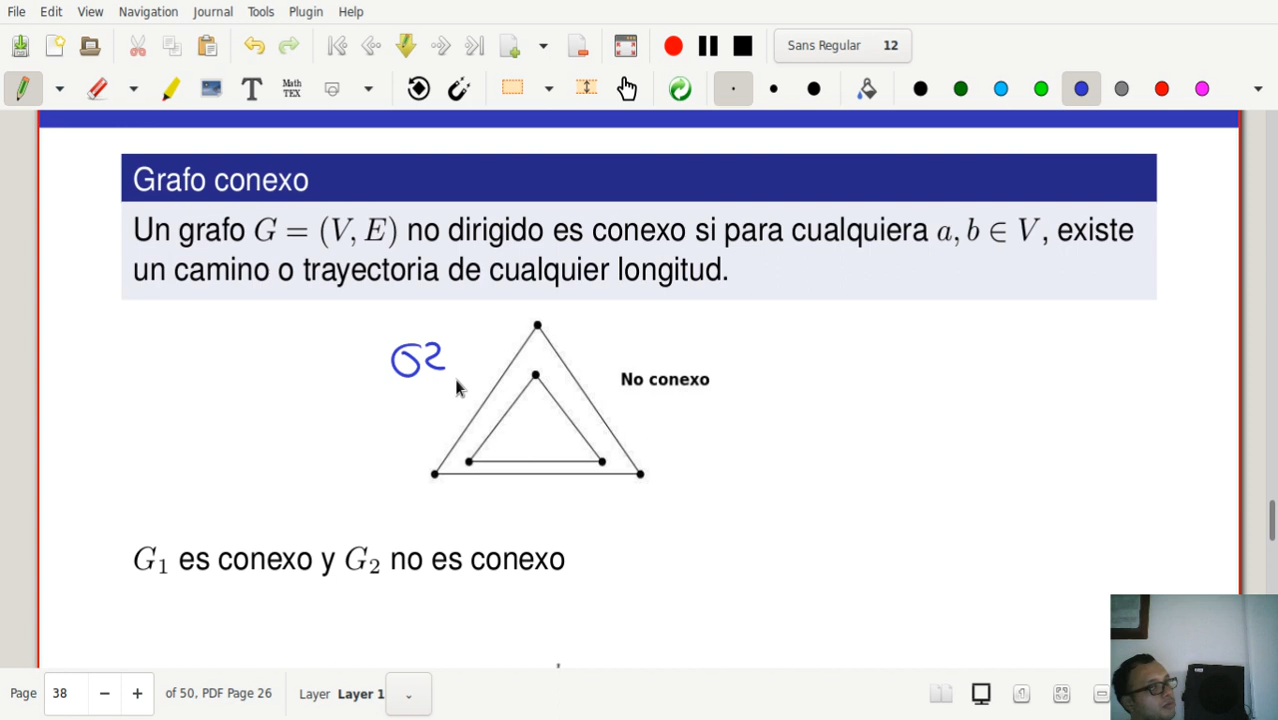 File Edit View Navigation Journal Tools Plugin Help
Sans Regular 12
T Math TEX
Grafo conexo
Un grafo G = (V, E) no dirigido es conexo si para cualquiera a, b ∈ V, existe
un camino o trayectoria de cualquier longitud.
G2
No conexo
G₁ es conexo y G₂ no es conexo
Page 38 of 50, PDF Page 26 Layer Layer 1